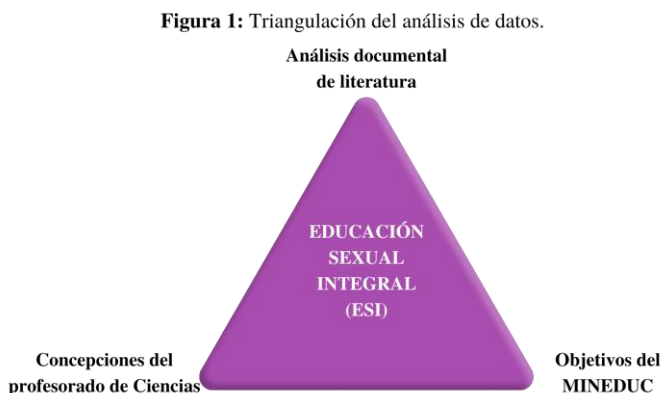 Figura 1: Triangulación del análisis de datos.
Análisis documental
de literatura
EDUCACIÓN
SEXUAL
INTEGRAL
(ESI)
Concepciones del
profesorado de Ciencias
Objetivos del
MINEDUC